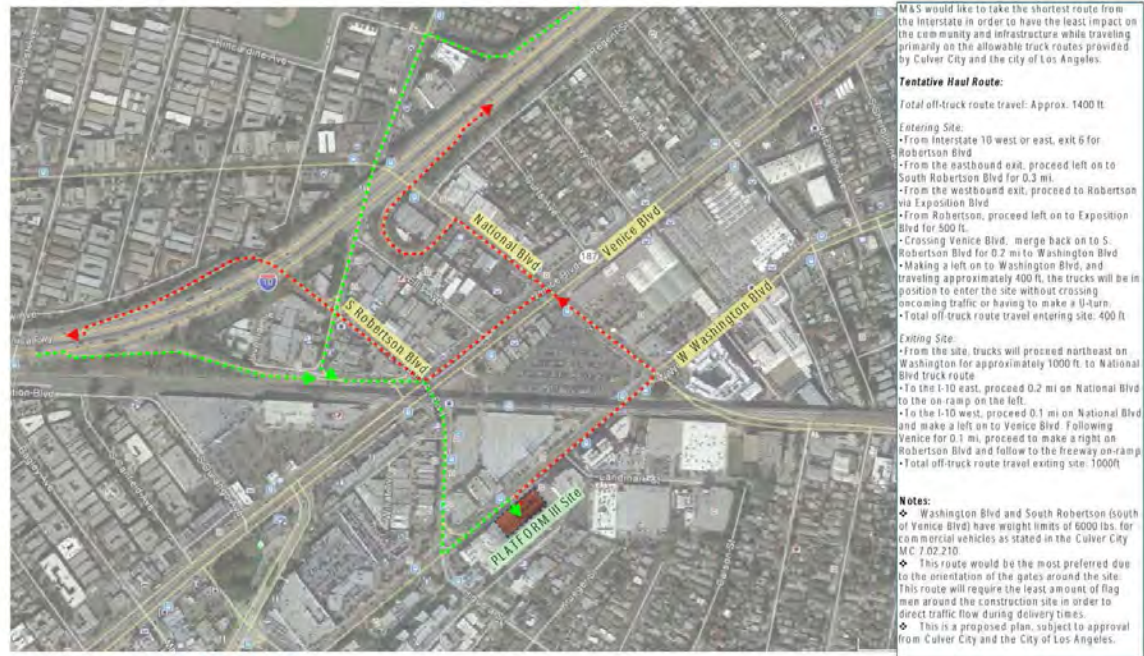 M&S would like to take the shortest route from
the Interstate in order to have the least impact on
the community and infrastructure while traveling
primarily on the allowable truck routes provided
by Culver City and the city of Los Angeles.
Tentative Haul Route:
Total off-truck route travel: Approx. 1400 ft.
Entering Site:
•From Interstate 10 west or east, exit 6 for
Robertson Blvd
•From the eastbound exit, proceed left on to
South Robertson Blvd for 0.3 mi.
•From the westbound exit, proceed to Robertson
via Exposition Blvd
•From Robertson, proceed left on to Exposition
Blvd for 500 ft.
•Crossing Venice Blvd, merge back on to S.
Robertson Blvd for 0.2 mi to Washington Blvd
•Making a left on to Washington Blvd, and
traveling approximately 400 ft, the trucks will be in
position to enter the site without crossing
oncoming traffic or having to make a U-turn.
•Total off-truck route travel entering site: 400 ft
Exiting Site:
•From the site, trucks will proceed northeast on
Washington for approximately 1000 ft. to National
Blvd truck route
•To the I-10 east, proceed 0.2 mi on National Blvd
to the on-ramp on the left.
•To the I-10 west, proceed 0.1 mi on National Blvd
and make a left on to Venice Blvd. Following
Venice for 0.1 mi, proceed to make a right on
Robertson Blvd and follow to the freeway on-ramp
•Total off-truck route travel exiting site: 1000ft
Notes:
❖ Washington Blvd and South Robertson (south
of Venice Blvd) have weight limits of 6000 lbs. for
commercial vehicles as stated in the Culver City
MC 7.02.210.
❖ This route would be the most preferred due
to the orientation of the gates around the site.
This route will require the least amount of flag
men around the construction site in order to
direct traffic flow during delivery times.
❖ This is a proposed plan, subject to approval
from Culver City and the City of Los Angeles.
Kincardine Ave
Regent St
National Blvd
Venice Blvd
187
10
S Robertson Blvd
W Washington Blvd
Landmark St
PLATFORM III Site